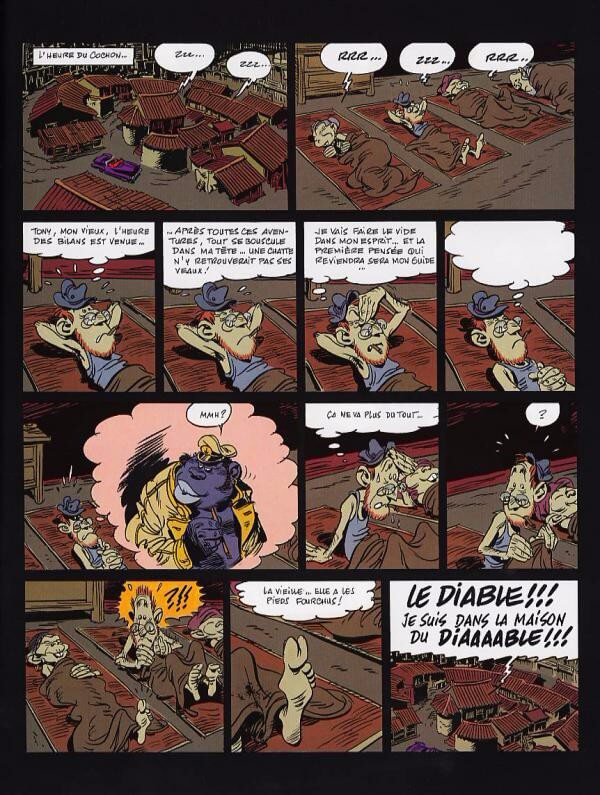 L'HEURE DU COCHON...
ZZZ...
ZZZ...
RRR...
ZZZ...
RRR..
TONY, MON VIEUX, L'HEURE
DES BILANS EST VENUE...
...APRÈS TOUTES CES AVEN-
TURES, TOUT SE BOUSCULE
DANS MA TÊTE... UNE CHATTE
N'Y RETROUVERAIT PAS SES
VEAUX!
JE VAIS FAIRE LE VIDE
DANS MON ESPRIT... ET LA
PREMIÈRE PENSÉE QUI
REVIENDRA SERA MON GUIDE
...
MMH?
ÇA NE VA PLUS DU TOUT...
?
?!!
LA VIEILLE... ELLE A LES
PIEDS FOURCHUS!
LE DIABLE!!!
JE SUIS DANS LA MAISON
DU DIAAAABLE!!!